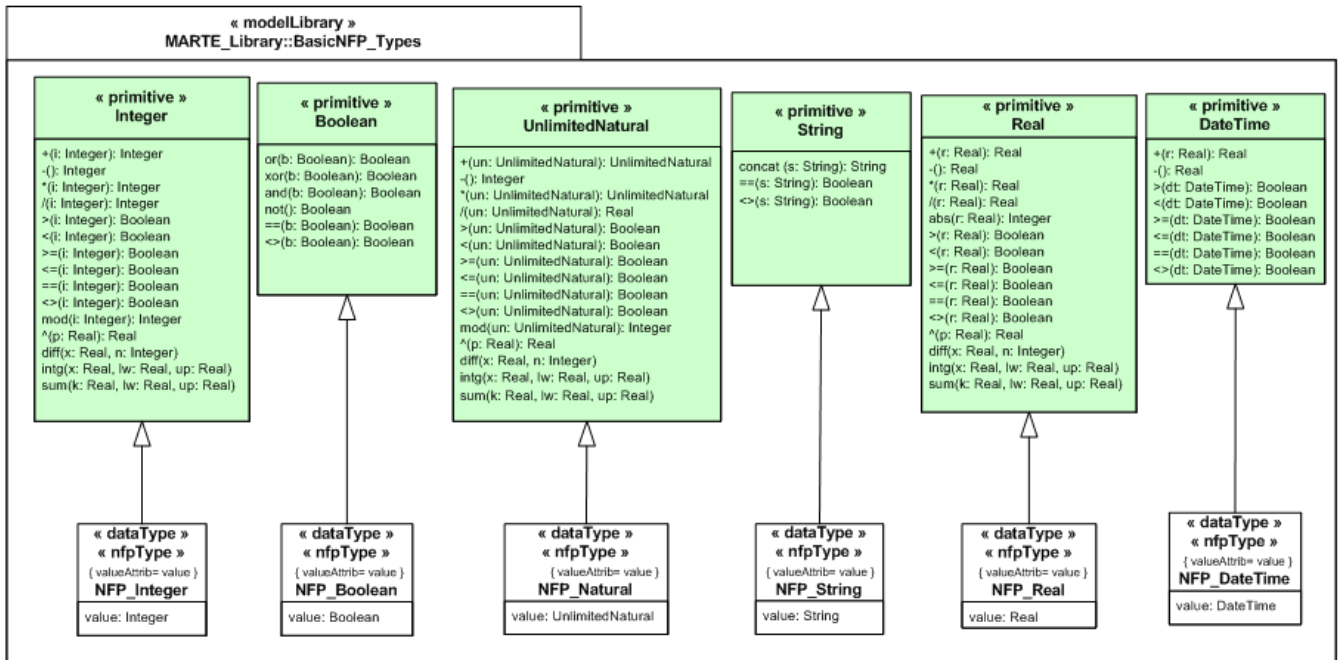 « modelLibrary »
MARTE_Library::BasicNFP_Types
« primitive »
Integer
+(i: Integer): Integer
-(): Integer
*(i: Integer): Integer
/(i: Integer): Integer
>(i: Integer): Boolean
<(i: Integer): Boolean
>=(i: Integer): Boolean
<=(i: Integer): Boolean
==(i: Integer): Boolean
<>(i: Integer): Boolean
mod(i: Integer): Integer
^(p: Real): Real
diff(x: Real, n: Integer)
intg(x: Real, lw: Real, up: Real)
sum(k: Real, lw: Real, up: Real)
« primitive »
Boolean
or(b: Boolean): Boolean
xor(b: Boolean): Boolean
and(b: Boolean): Boolean
not(): Boolean
==(b: Boolean): Boolean
<>(b: Boolean): Boolean
« primitive »
UnlimitedNatural
+(un: UnlimitedNatural): UnlimitedNatural
-(): Integer
*(un: UnlimitedNatural): UnlimitedNatural
/(un: UnlimitedNatural): Real
>(un: UnlimitedNatural): Boolean
<(un: UnlimitedNatural): Boolean
>=(un: UnlimitedNatural): Boolean
<=(un: UnlimitedNatural): Boolean
==(un: UnlimitedNatural): Boolean
<>(un: UnlimitedNatural): Boolean
mod(un: UnlimitedNatural): Integer
^(p: Real): Real
diff(x: Real, n: Integer)
intg(x: Real, lw: Real, up: Real)
sum(k: Real, lw: Real, up: Real)
« primitive »
String
concat (s: String): String
==(s: String): Boolean
<>(s: String): Boolean
« primitive »
Real
+(r: Real): Real
-(): Real
*(r: Real): Real
/(r: Real): Real
abs(r: Real): Integer
>(r: Real): Boolean
<(r: Real): Boolean
>=(r: Real): Boolean
<=(r: Real): Boolean
==(r: Real): Boolean
<>(r: Real): Boolean
^(p: Real): Real
diff(x: Real, n: Integer)
intg(x: Real, lw: Real, up: Real)
sum(k: Real, lw: Real, up: Real)
« primitive »
DateTime
+(r: Real): Real
-(): Real
>(dt: DateTime): Boolean
<(dt: DateTime): Boolean
>=(dt: DateTime): Boolean
<=(dt: DateTime): Boolean
==(dt: DateTime): Boolean
<>(dt: DateTime): Boolean
« dataType »
« nfpType »
{ valueAttrib= value }
NFP_Integer
value: Integer
« dataType »
« nfpType »
{ valueAttrib= value }
NFP_Boolean
value: Boolean
« dataType »
« nfpType »
{ valueAttrib= value }
NFP_Natural
value: UnlimitedNatural
« dataType »
« nfpType »
{ valueAttrib= value }
NFP_String
value: String
« dataType »
« nfpType »
{ valueAttrib= value }
NFP_Real
value: Real
« dataType »
« nfpType »
{ valueAttrib= value }
NFP_DateTime
value: DateTime